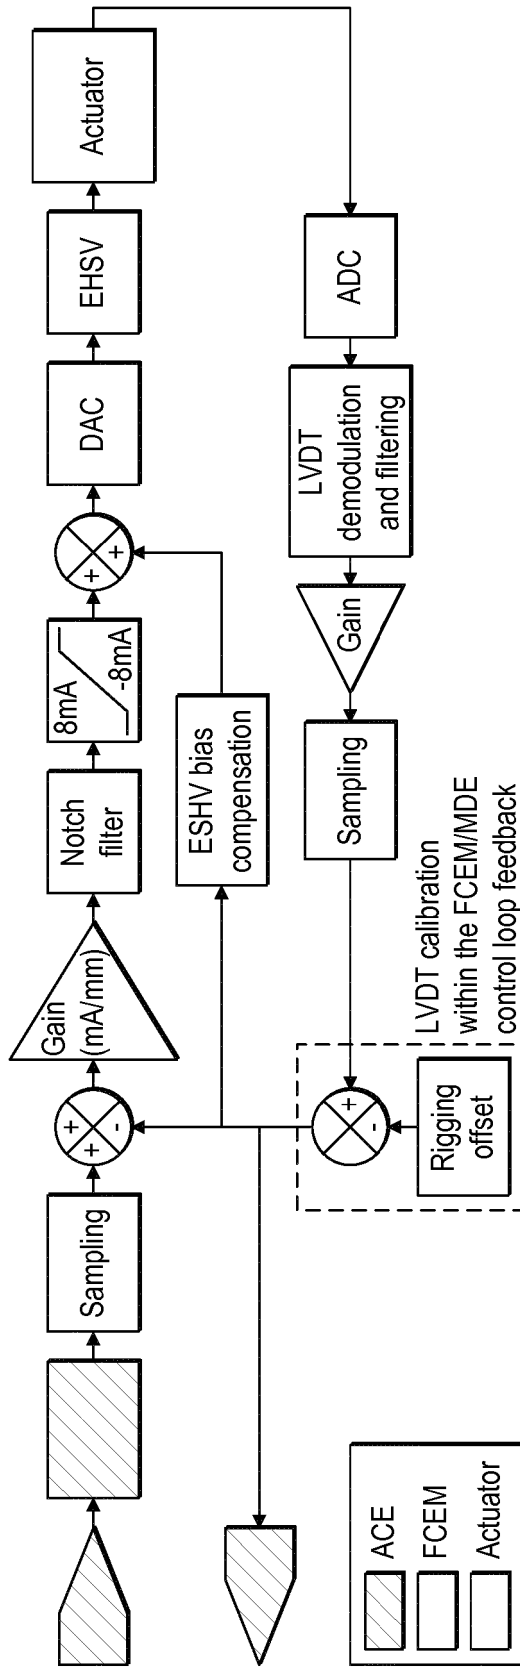 Sampling
+
+
-
Gain
(mA/mm)
Notch
filter
8mA
-8mA
+
+
DAC
EHSV
Actuator
ESHV bias
compensation
ADC
LVDT
demodulation
and filtering
Gain
Sampling
LVDT calibration
within the FCEM/MDE
control loop feedback
+
-
Rigging
offset
ACE
FCEM
Actuator